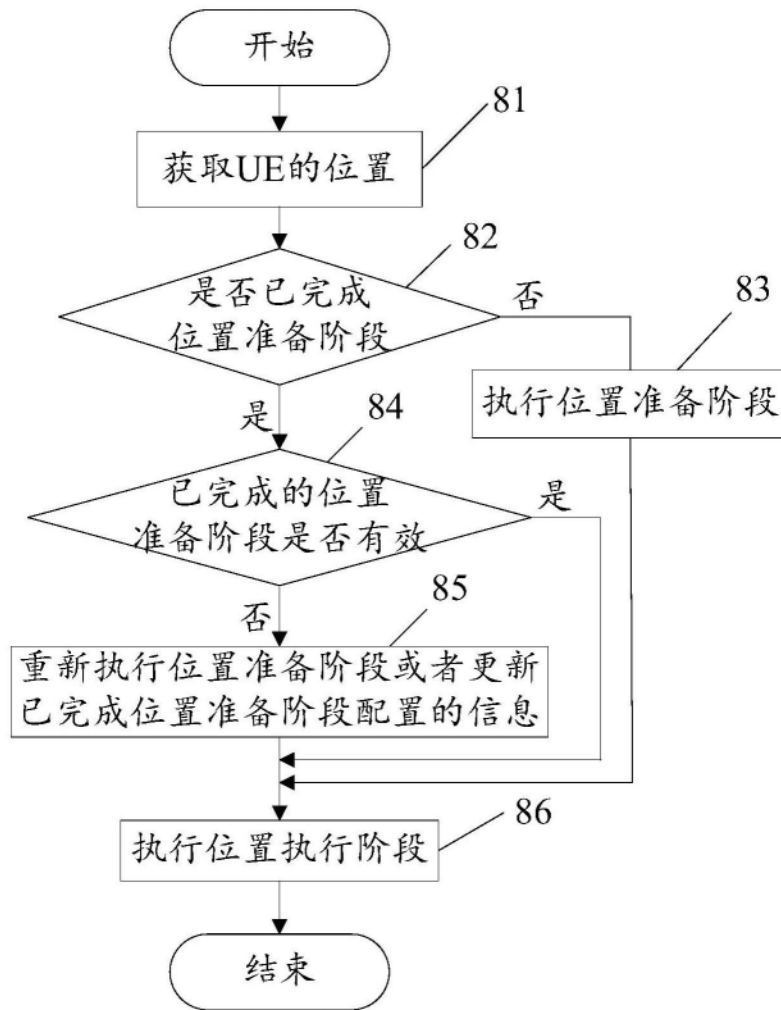 开始
81
获取UE的位置
82
是否已完成
位置准备阶段
否
83
执行位置准备阶段
是
84
已完成的位置
准备阶段是否有效
是
否
85
重新执行位置准备阶段或者更新
已完成位置准备阶段配置的信息
86
执行位置执行阶段
结束